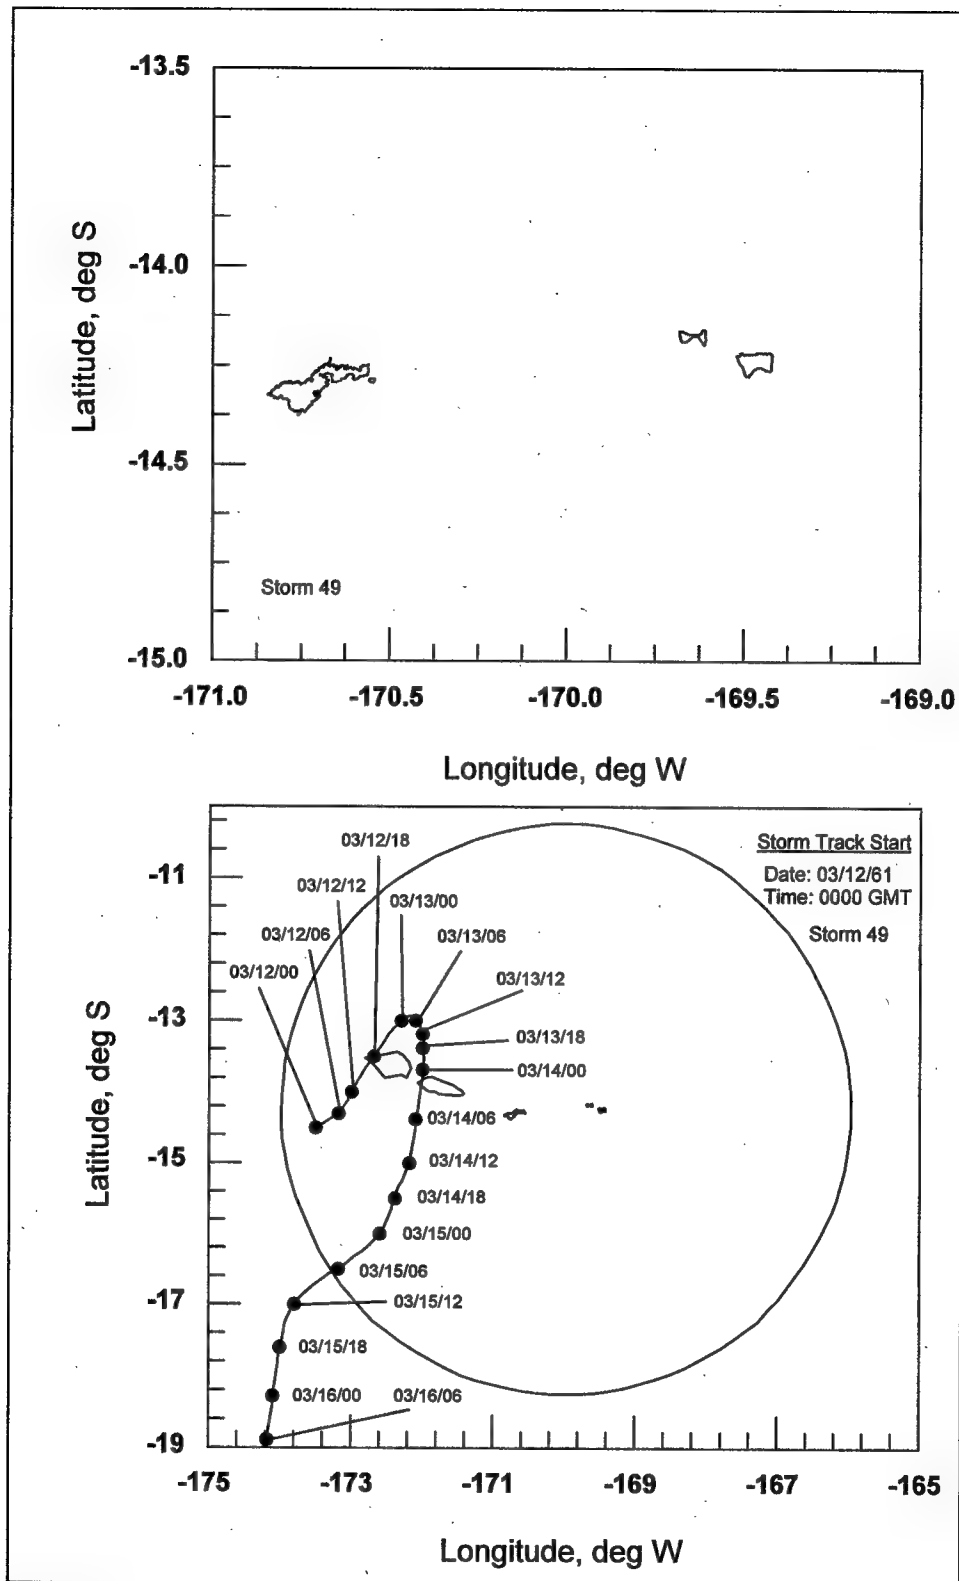 -13.5
-14.0
-14.5
-15.0
Latitude, deg S
Storm 49
-171.0 -170.5 -170.0 -169.5 -169.0
Longitude, deg W
Storm Track Start
Date: 03/12/61
Time: 0000 GMT
Storm 49
03/12/18
03/12/12
03/13/00
03/12/06
03/13/06
03/12/00
03/13/12
03/13/18
03/14/00
03/14/06
03/14/12
03/14/18
03/15/00
03/15/06
03/15/12
03/15/18
03/16/00
03/16/06
-11
-13
-15
-17
-19
Latitude, deg S
-175 -173 -171 -169 -167 -165
Longitude, deg W